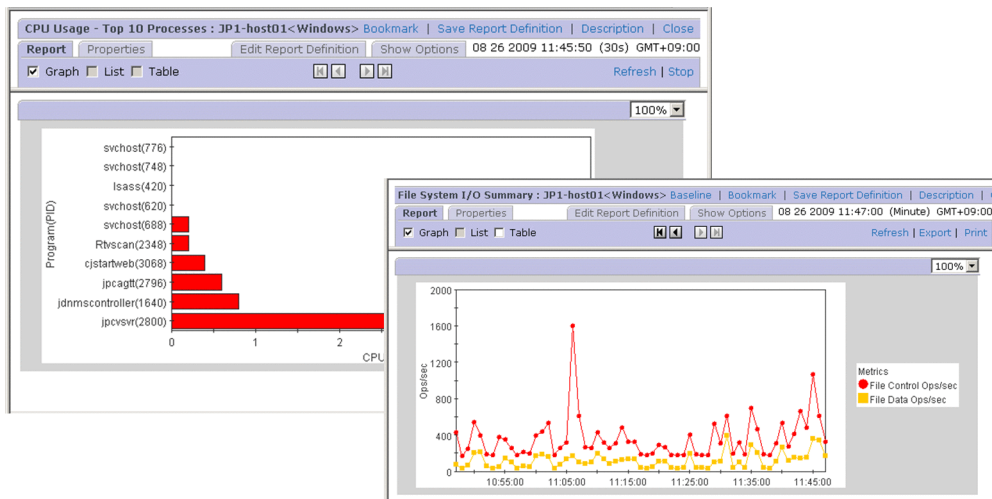 CPU Usage - Top 10 Processes : JP1-host01<Windows> Bookmark | Save Report Definition | Description | Close
Report Properties Edit Report Definition Show Options 08 26 2009 11:45:50 (30s) GMT+09:00
Graph List Table Refresh | Stop
100%
Program(PID)
svchost(776)
svchost(748)
lsass(420)
svchost(620)
svchost(688)
Rtvscan(2348)
cjstartweb(3068)
jpcagtt(2796)
jdnmscontroller(1640)
jpcvsvr(2800)
0 1 2
CPU
File System I/O Summary : JP1-host01<Windows> Baseline | Bookmark | Save Report Definition | Description |
Report Properties Edit Report Definition Show Options 08 26 2009 11:47:00 (Minute) GMT+09:00
Graph List Table Refresh | Export | Print
100%
Ops/sec
2000
1600
1200
800
400
0
10:55:00 11:05:00 11:15:00 11:25:00 11:35:00 11:45:00
Metrics
File Control Ops/sec
File Data Ops/sec